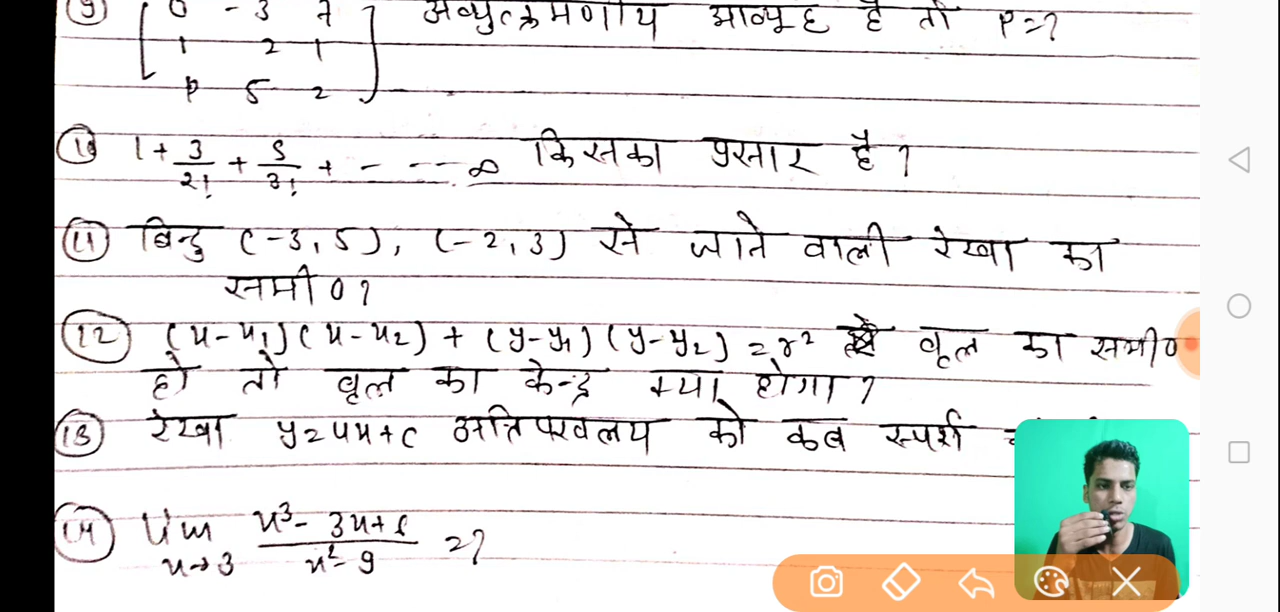 9) [ 0 -3 7 अव्युत्क्रमणीय आव्यूह है तो P=?
1 2 1
P 5 2 ]
10 1 + 3/2! + 5/3! + - - - - ∞ किसका प्रसार है ?
11 बिन्दु (-3, 5), (-2, 3) से जाने वाली रेखा का
समी० ?
12 (x-x₁)(x-x₂) + (y-y₁)(y-y₂) = r² वृत्त का समी०
हो तो वृत्त का केन्द्र क्या होगा ?
13 रेखा y=4x+c अतिपरवलय को कब स्पर्श
14 lim x→3 x³- 3x+ / x²- 9 =?